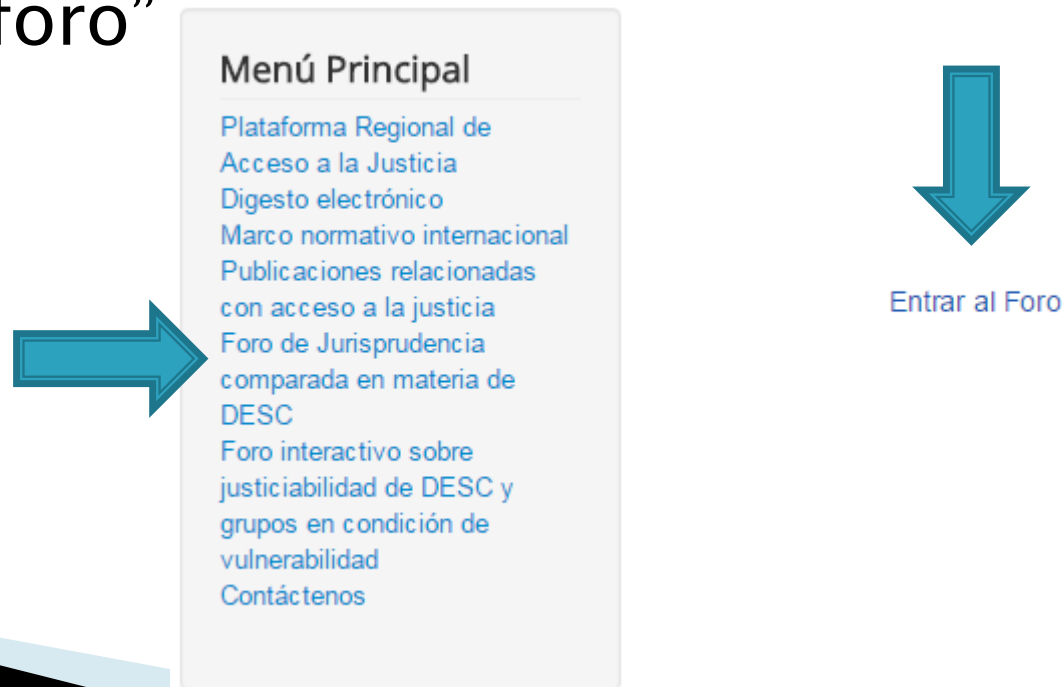 foro”
Menú Principal
Plataforma Regional de
Acceso a la Justicia
Digesto electrónico
Marco normativo internacional
Publicaciones relacionadas
con acceso a la justicia
Foro de Jurisprudencia
comparada en materia de
DESC
Foro interactivo sobre
justiciabilidad de DESC y
grupos en condición de
vulnerabilidad
Contáctenos
Entrar al Foro